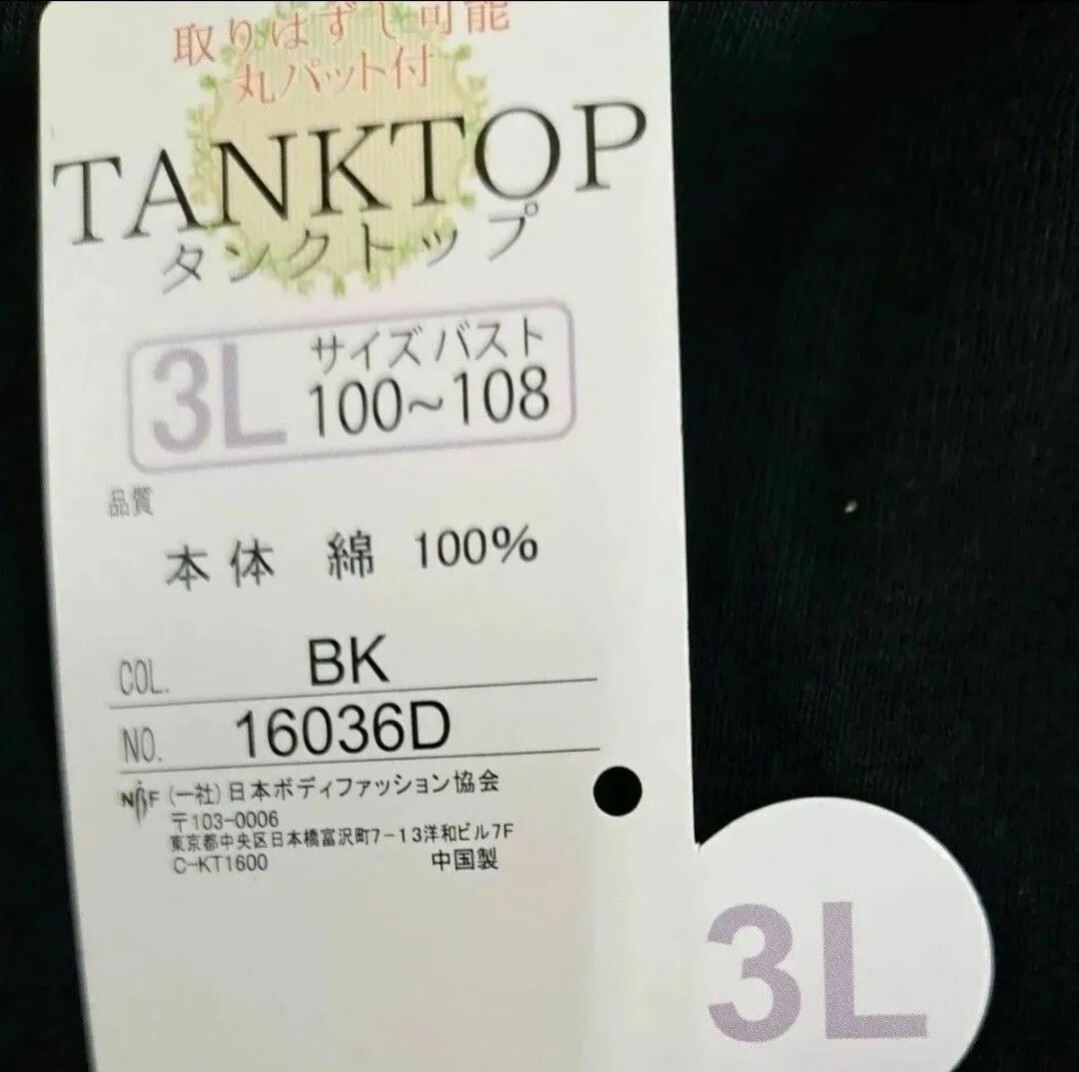 取りはずし可能
丸パット付
TANKTOP
タンクトップ
3L サイズ バスト
100~108
品質
本体 綿 100%
COL. BK
NO. 16036D
NBF (一社)日本ボディファッション協会
〒103-0006
東京都中央区日本橋富沢町7-13洋和ビル7F
C-KT1600 中国製
3L